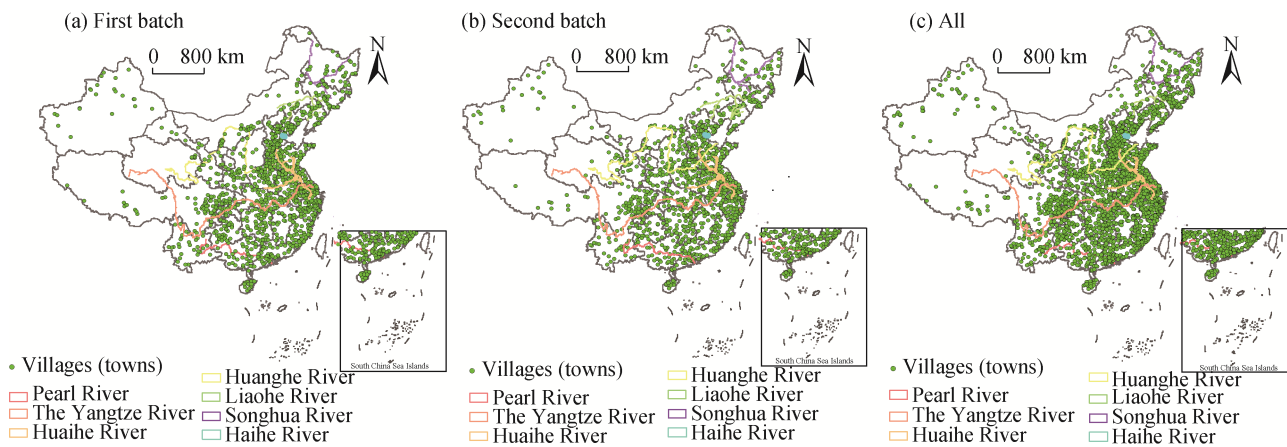 (a) First batch
0 800 km
N
South China Sea Islands
Villages (towns)
Pearl River
The Yangtze River
Huaihe River
Huanghe River
Liaohe River
Songhua River
Haihe River
(b) Second batch
0 800 km
N
South China Sea Islands
Villages (towns)
Pearl River
The Yangtze River
Huaihe River
Huanghe River
Liaohe River
Songhua River
Haihe River
(c) All
0 800 km
N
South China Sea Islands
Villages (towns)
Pearl River
The Yangtze River
Huaihe River
Huanghe River
Liaohe River
Songhua River
Haihe River